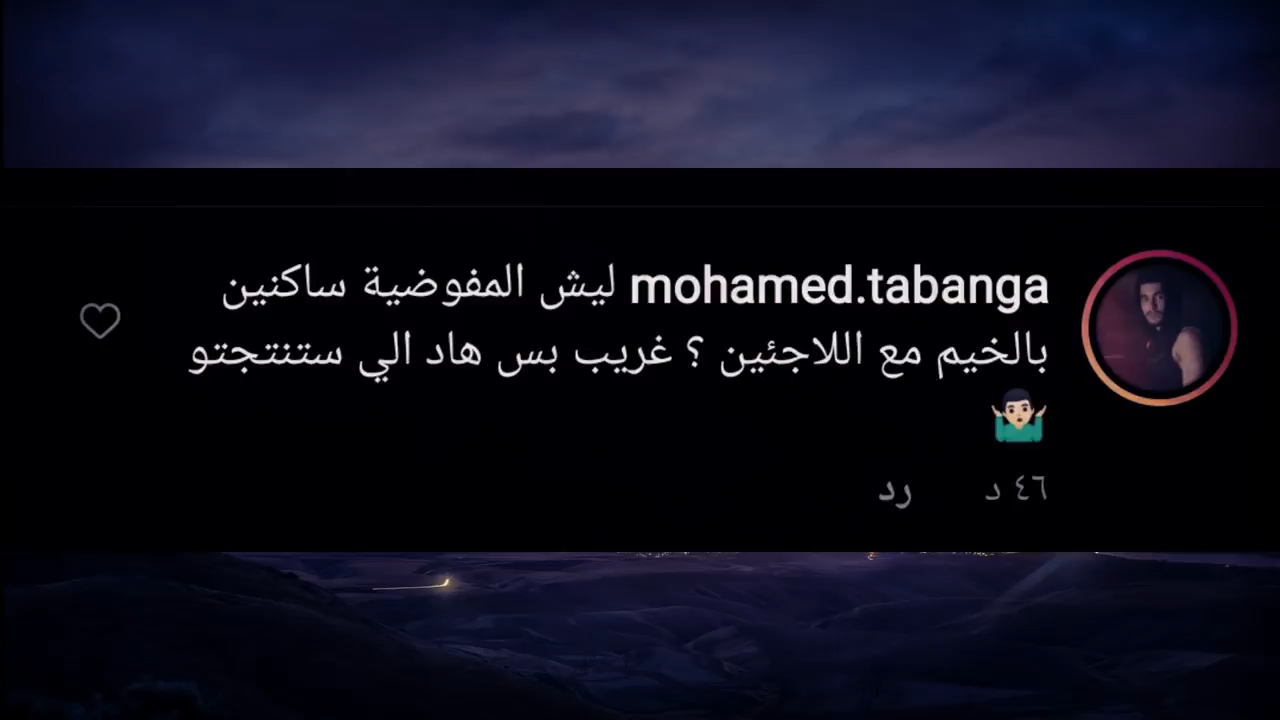 mohamed.tabanga ليش المفوضية ساكنين
بالخيم مع اللاجئين ؟ غريب بس هاد الي ستنتجتو
🤷🏻‍♂️
٤٦ د رد